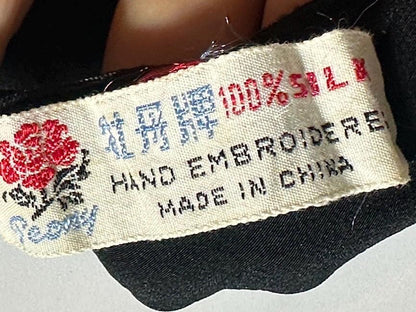 牡丹牌 100% SILK
HAND EMBROIDERE
MADE IN CHINA
Peony